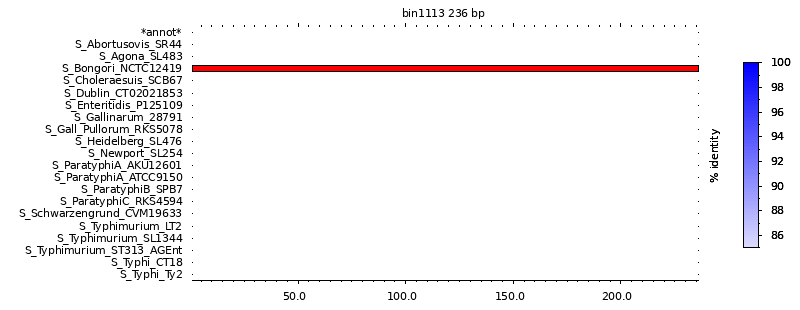 bin1113 236 bp
*annot*
S_Abortusovis_SR44
S_Agona_SL483
S_Bongori_NCTC12419
S_Choleraesuis_SCB67
S_Dublin_CT02021853
S_Enteritidis_P125109
S_Gallinarum_28791
S_Gall_Pullorum_RKS5078
S_Heidelberg_SL476
S_Newport_SL254
S_ParatyphiA_AKU12601
S_ParatyphiA_ATCC9150
S_ParatyphiB_SPB7
S_ParatyphiC_RKS4594
S_Schwarzengrund_CVM19633
S_Typhimurium_LT2
S_Typhimurium_SL1344
S_Typhimurium_ST313_AGEnt
S_Typhi_CT18
S_Typhi_Ty2
50.0 100.0 150.0 200.0
% identity
100
98
96
94
92
90
88
86